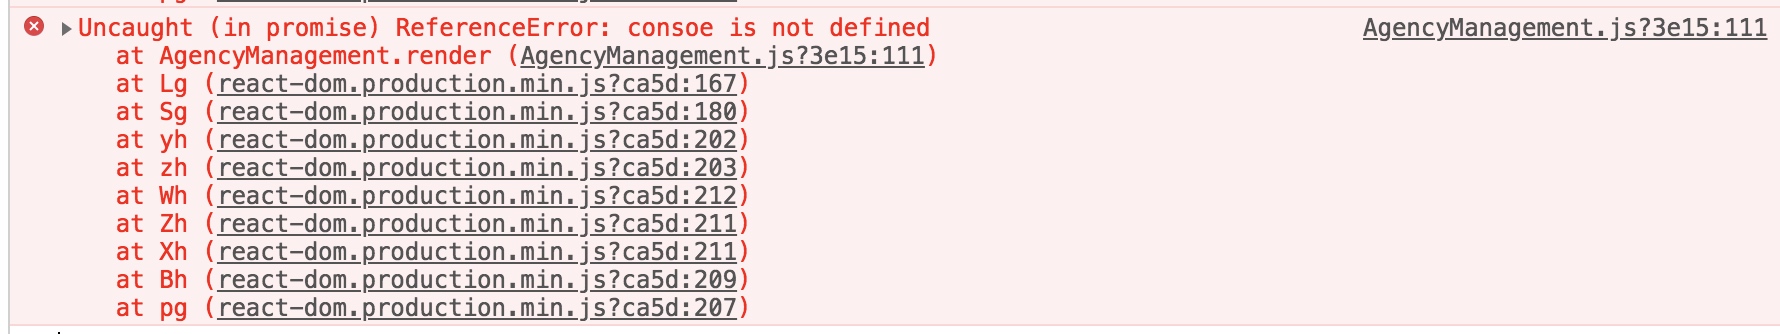 Uncaught (in promise) ReferenceError: consoe is not defined AgencyManagement.js?3e15:111
at AgencyManagement.render (AgencyManagement.js?3e15:111)
at Lg (react-dom.production.min.js?ca5d:167)
at Sg (react-dom.production.min.js?ca5d:180)
at yh (react-dom.production.min.js?ca5d:202)
at zh (react-dom.production.min.js?ca5d:203)
at Wh (react-dom.production.min.js?ca5d:212)
at Zh (react-dom.production.min.js?ca5d:211)
at Xh (react-dom.production.min.js?ca5d:211)
at Bh (react-dom.production.min.js?ca5d:209)
at pg (react-dom.production.min.js?ca5d:207)